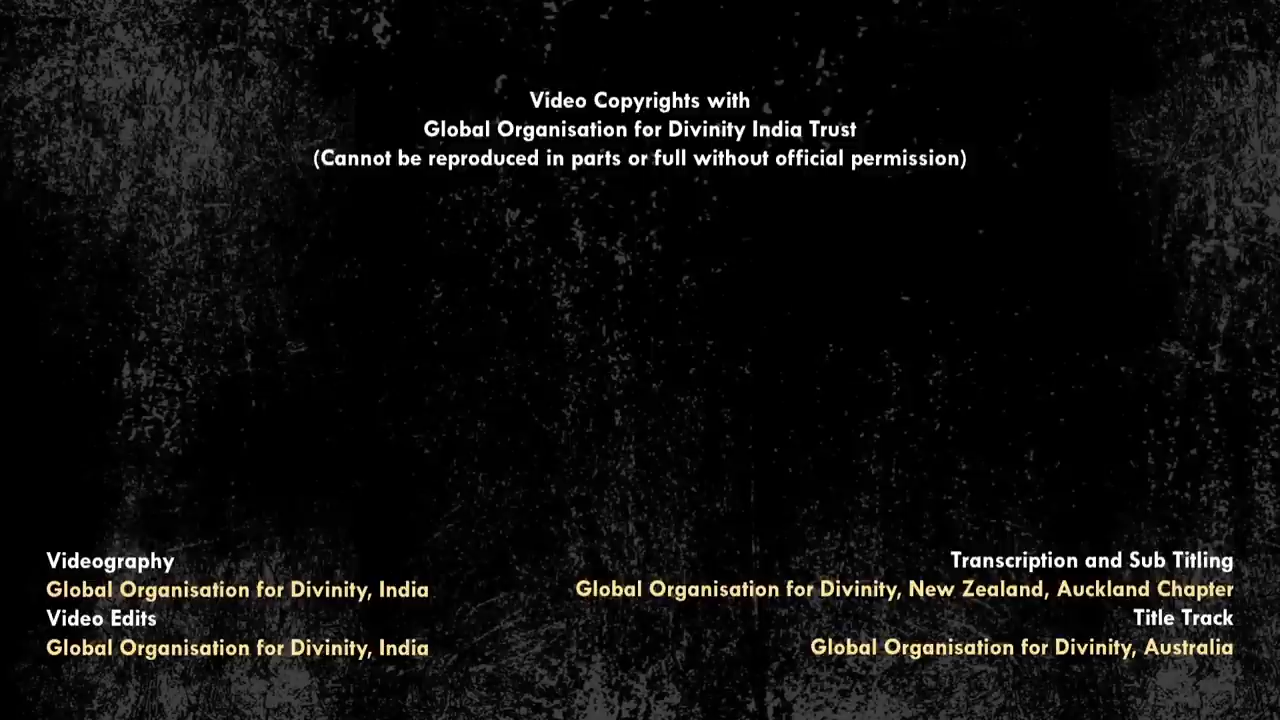 Video Copyrights with
Global Organisation for Divinity India Trust
(Cannot be reproduced in parts or full without official permission)
Videography
Global Organisation for Divinity, India
Video Edits
Global Organisation for Divinity, India
Transcription and Sub Titling
Global Organisation for Divinity, New Zealand, Auckland Chapter
Title Track
Global Organisation for Divinity, Australia